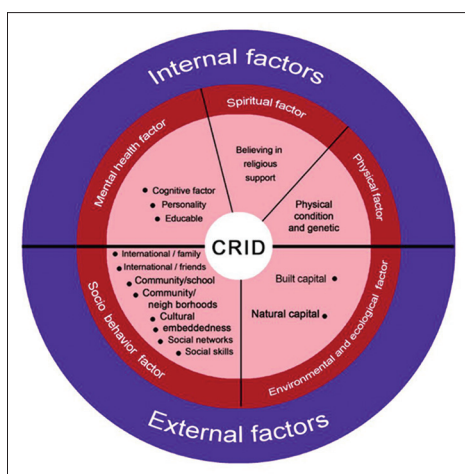 Internal factors
Mental health factor
Spiritual factor
Physical factor
Believing in
religious
support
Cognitive factor
Personality
Educable
Physical
condition
and genetic
CRID
International / family
International / friends
Community/school
Community/
neigh borhoods
Cultural
embeddedness
Social networks
Social skills
Built capital
Natural capital
Socio behavior factor
Environmental and ecological factor
External factors